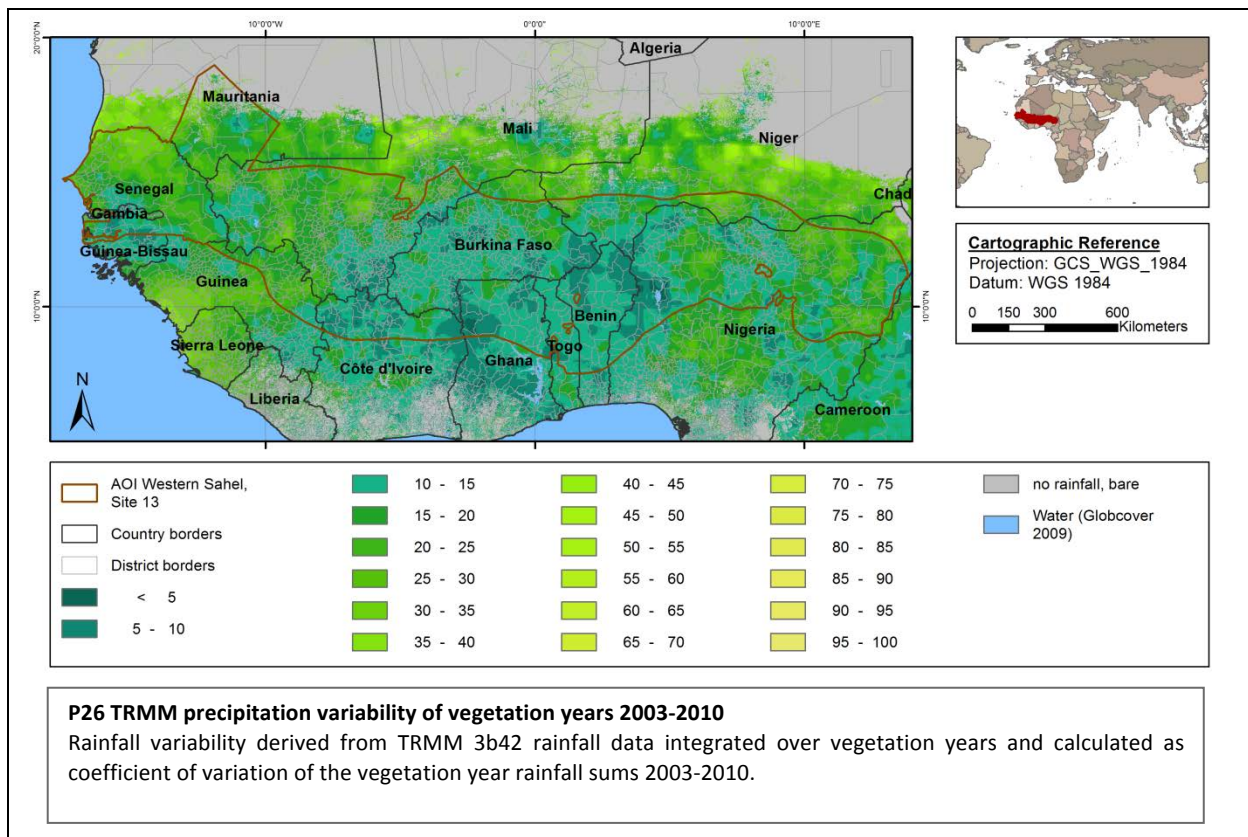 10°0'0"W
0°0'0"
10°0'0"E
20°0'0"N
Algeria
Mauritania
Mali
Niger
Chad
Senegal
Gambia
Guinea-Bissau
Burkina Faso
Guinea
10°0'0"N
10°0'0"N
Benin
Nigeria
Sierra Leone
Togo
Ghana
Côte d'Ivoire
N
Liberia
Cameroon
Cartographic Reference
Projection: GCS_WGS_1984
Datum: WGS 1984
0 150 300 600
Kilometers
AOI Western Sahel,
Site 13
Country borders
District borders
< 5
5 - 10
10 - 15
15 - 20
20 - 25
25 - 30
30 - 35
35 - 40
40 - 45
45 - 50
50 - 55
55 - 60
60 - 65
65 - 70
70 - 75
75 - 80
80 - 85
85 - 90
90 - 95
95 - 100
no rainfall, bare
Water (Globcover
2009)
P26 TRMM precipitation variability of vegetation years 2003-2010
Rainfall variability derived from TRMM 3b42 rainfall data integrated over vegetation years and calculated as
coefficient of variation of the vegetation year rainfall sums 2003-2010.